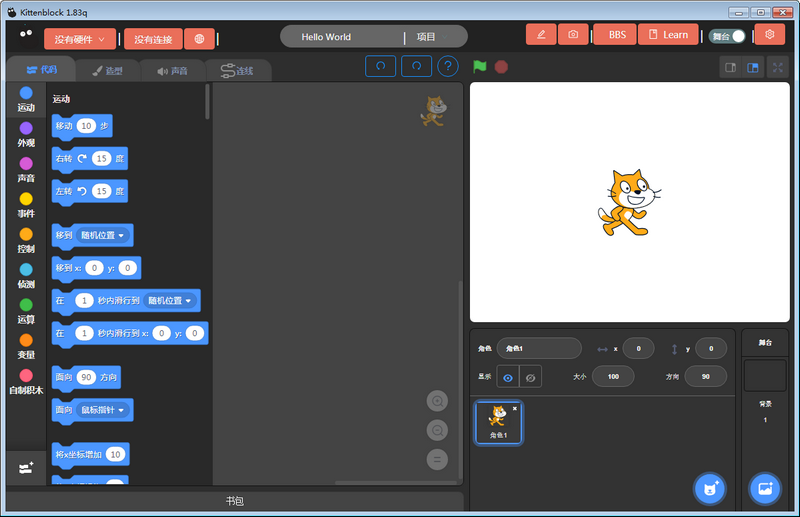 Kittenblock 1.83q
没有硬件 没有连接 Hello World 项目 BBS Learn 舞台
代码 造型 声音 连线
运动
外观
声音
事件
控制
侦测
运算
变量
自制积木
运动
移动 10 步
右转 15 度
左转 15 度
移到 随机位置
移到 x: 0 y: 0
在 1 秒内滑行到 随机位置
在 1 秒内滑行到 x: 0 y: 0
面向 90 方向
面向 鼠标指针
将x坐标增加 10
书包
角色 角色1 x 0 y 0
显示 大小 100 方向 90
角色1
舞台
背景
1